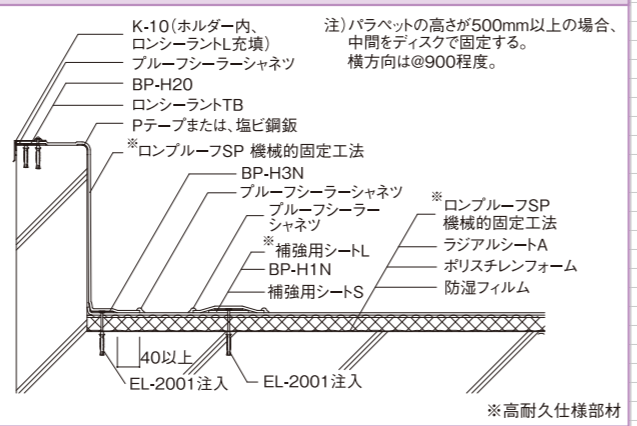 K-10（ホルダー内、
ロンシーラントL充填）
プルーフシーラーシャネツ
BP-H20
ロンシーラントTB
Pテープまたは、塩ビ鋼鈑
※ロンプルーフSP 機械的固定工法
注）パラペットの高さが500mm以上の場合、
中間をディスクで固定する。
横方向は@900程度。
BP-H3N
プルーフシーラーシャネツ
プルーフシーラー
シャネツ
※補強用シートL
BP-H1N
補強用シートS
※ロンプルーフSP
機械的固定工法
ラジアルシートA
ポリスチレンフォーム
防湿フィルム
40以上
EL-2001注入
EL-2001注入
※高耐久仕様部材